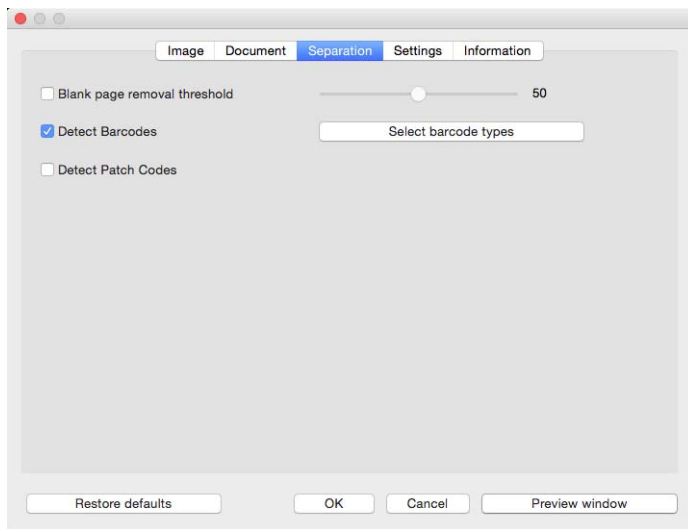 Image Document Separation Settings Information
Blank page removal threshold 50
Detect Barcodes Select barcode types
Detect Patch Codes
Restore defaults OK Cancel Preview window